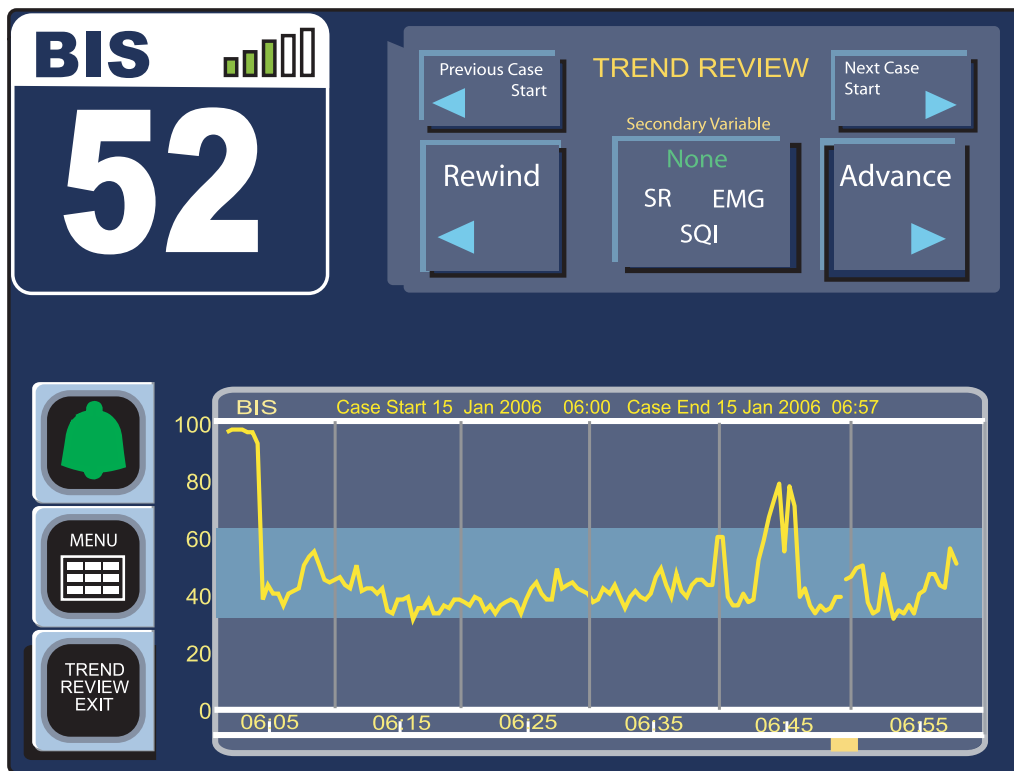 BIS
52
Previous Case
Start
TREND REVIEW
Next Case
Start
Secondary Variable
Rewind
None
SR EMG
SQI
Advance
MENU
TREND
REVIEW
EXIT
BIS Case Start 15 Jan 2006 06:00 Case End 15 Jan 2006 06:57
100
80
60
40
20
0
06:05 06:15 06:25 06:35 06:45 06:55